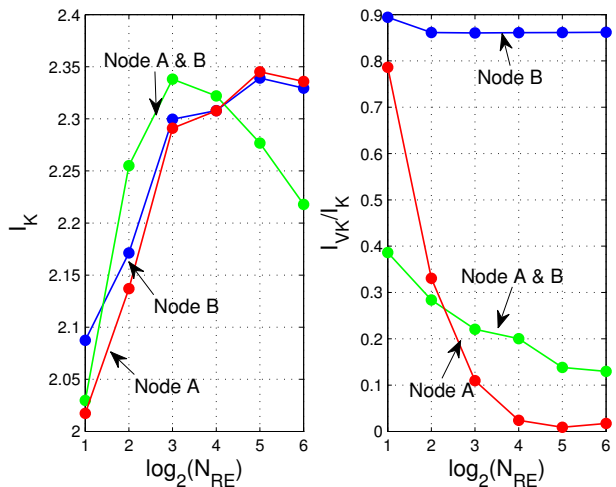 2.4
2.35
2.3
2.25
2.2
2.15
2.1
2.05
2
1 2 3 4 5 6
I_K
log_2(N_RE)
Node A & B
Node B
Node A
0.9
0.8
0.7
0.6
0.5
0.4
0.3
0.2
0.1
0
1 2 3 4 5 6
I_VK/I_K
log_2(N_RE)
Node B
Node A & B
Node A